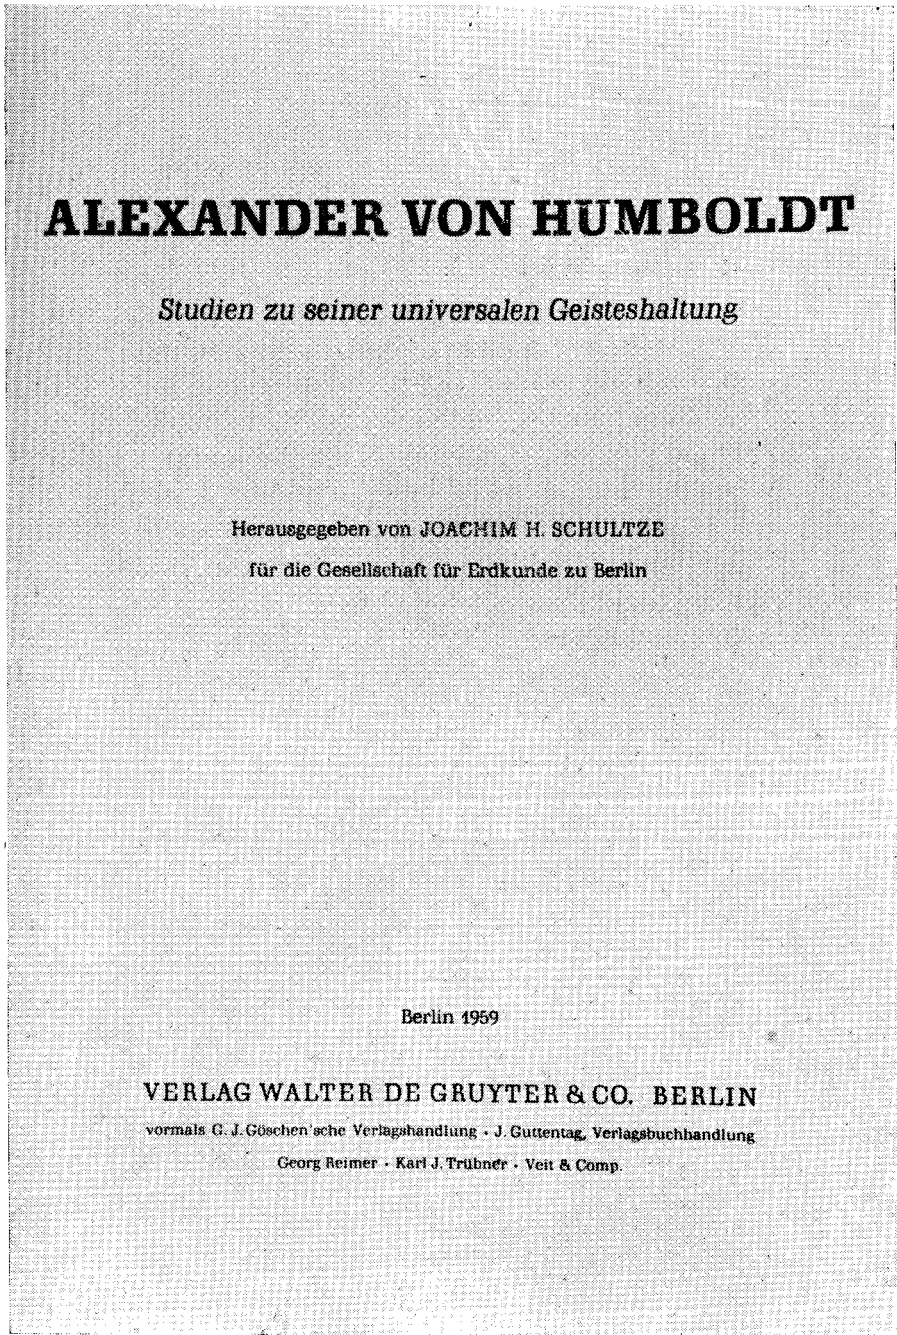 ALEXANDER VON HUMBOLDT
Studien zu seiner universalen Geisteshaltung
Herausgegeben von JOACHIM H. SCHULTZE
für die Gesellschaft für Erdkunde zu Berlin
Berlin 1959
VERLAG WALTER DE GRUYTER & CO. BERLIN
vormals G. J. Göschen'sche Verlagshandlung · J. Guttentag, Verlagsbuchhandlung
Georg Reimer · Karl J. Trübner · Veit & Comp.